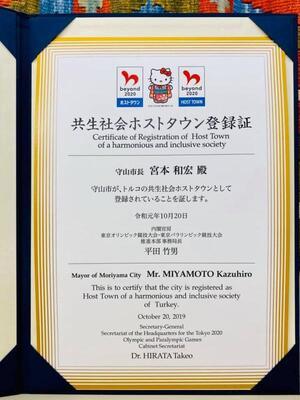 beyond
2020
ホストタウン
beyond
2020
HOST TOWN
共生社会ホストタウン登録証
Certificate of Registration of Host Town
of a harmonious and inclusive society
守山市長 宮本 和宏 殿
守山市が、トルコの共生社会ホストタウンとして
登録されていることを証します。
令和元年10月20日
内閣官房
東京オリンピック競技大会・東京パラリンピック競技大会
推進本部 事務局長
平田 竹男
Mayor of Moriyama City Mr. MIYAMOTO Kazuhiro
This is to certify that the city is registered as
Host Town of a harmonious and inclusive society
of Turkey.
October 20, 2019
Secretary-General
Secretariat of the Headquarters for the Tokyo 2020
Olympic and Paralympic Games
Cabinet Secretariat
Dr. HIRATA Takeo